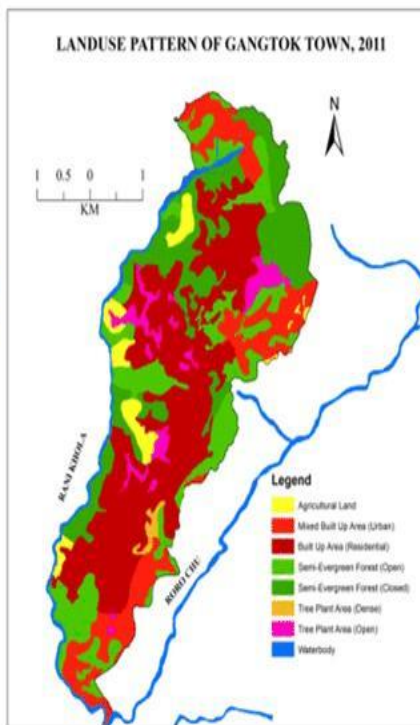 LANDUSE PATTERN OF GANGTOK TOWN, 2011
N
1 0.5 0 1
KM
RANI KHOLA
RORO CHU
Legend
Agricultural Land
Mixed Built Up Area (Urban)
Built Up Area (Residential)
Semi-Evergreen Forest (Open)
Semi-Evergreen Forest (Closed)
Tree Plant Area (Dense)
Tree Plant Area (Open)
Waterbody